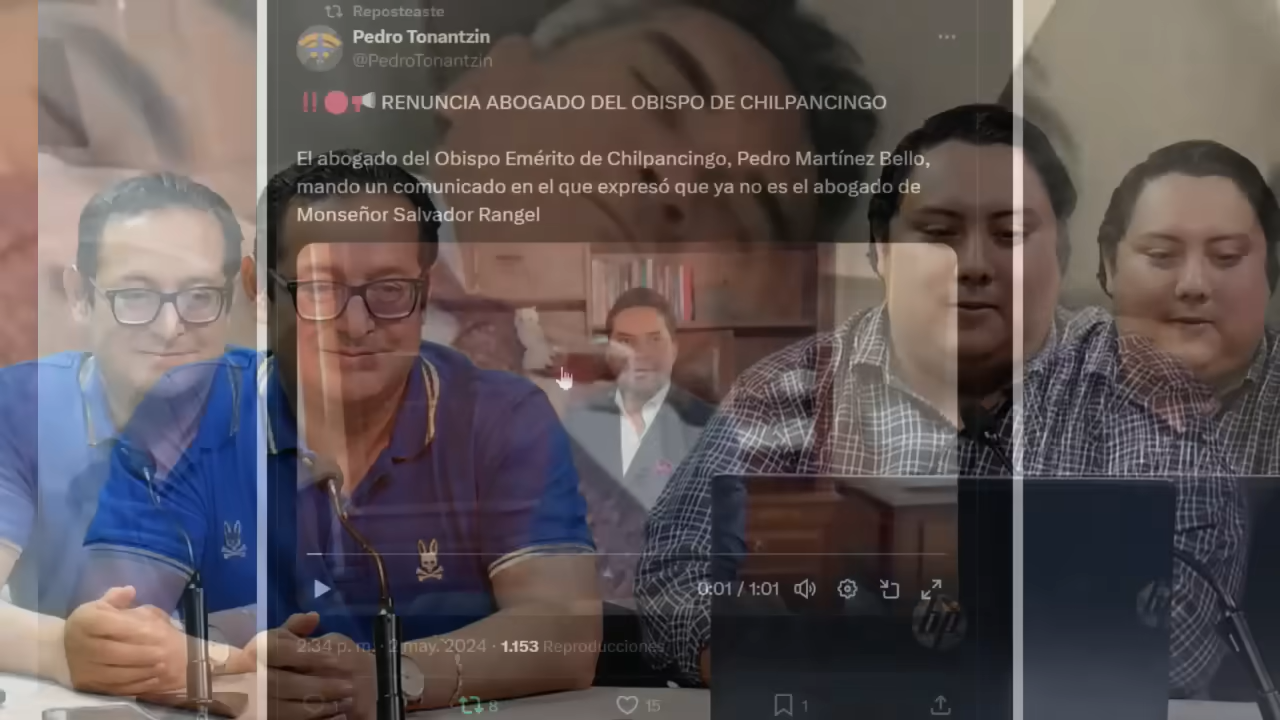 Reposteaste
Pedro Tonantzin
@PedroTonantzin
RENUNCIA ABOGADO DEL OBISPO DE CHILPANCINGO
El abogado del Obispo Emérito de Chilpancingo, Pedro Martínez Bello,
mando un comunicado en el que expresó que ya no es el abogado de
Monseñor Salvador Rangel
0:01 / 1:01
hp
2:34 p. m. · 2 may. 2024 · 1.153 Reproducciones
1 8 15 1